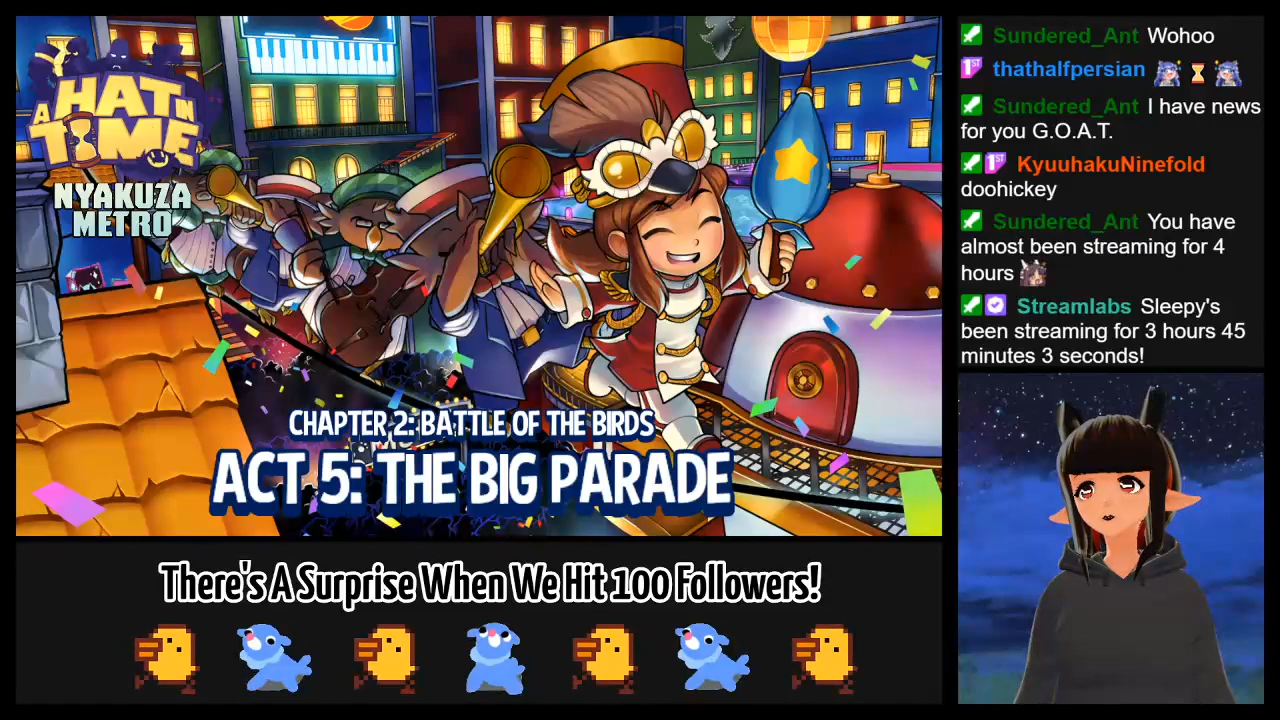 A HAT IN TIME
NYAKUZA
METRO
CHAPTER 2: BATTLE OF THE BIRDS
ACT 5: THE BIG PARADE
There's A Surprise When We Hit 100 Followers!
Sundered_Ant Wohoo
1ST thathalfpersian
Sundered_Ant I have news
for you G.O.A.T.
1ST KyuuhakuNinefold
doohickey
Sundered_Ant You have
almost been streaming for 4
hours
Streamlabs Sleepy's
been streaming for 3 hours 45
minutes 3 seconds!